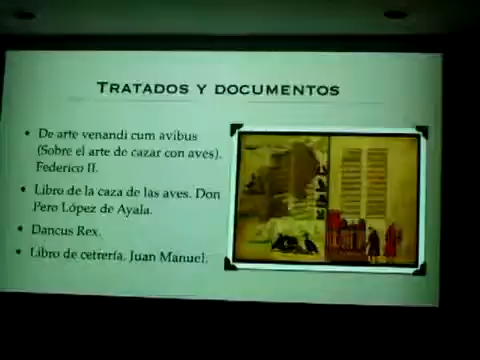 TRATADOS Y DOCUMENTOS
• De arte venandi cum avibus
(Sobre el arte de cazar con aves).
Federico II.
• Libro de la caza de las aves. Don
Pero López de Ayala.
• Dancus Rex.
• Libro de cetrería. Juan Manuel.